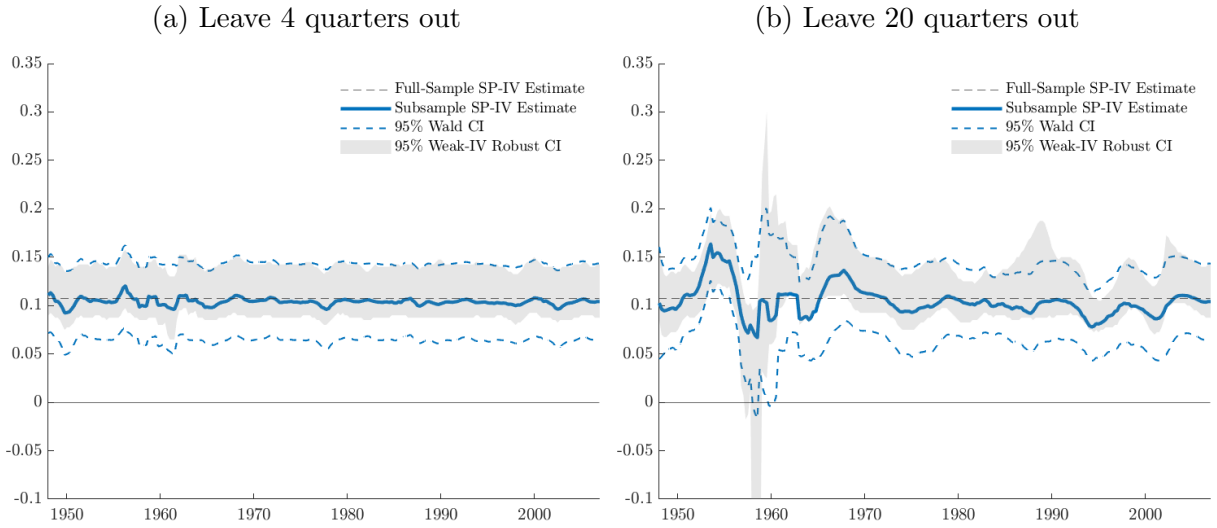 (a) Leave 4 quarters out
0.35
0.3
0.25
0.2
0.15
0.1
0.05
0
-0.05
-0.1
Full-Sample SP-IV Estimate
Subsample SP-IV Estimate
95% Wald CI
95% Weak-IV Robust CI
1950 1960 1970 1980 1990 2000
(b) Leave 20 quarters out
0.35
0.3
0.25
0.2
0.15
0.1
0.05
0
-0.05
-0.1
Full-Sample SP-IV Estimate
Subsample SP-IV Estimate
95% Wald CI
95% Weak-IV Robust CI
1950 1960 1970 1980 1990 2000